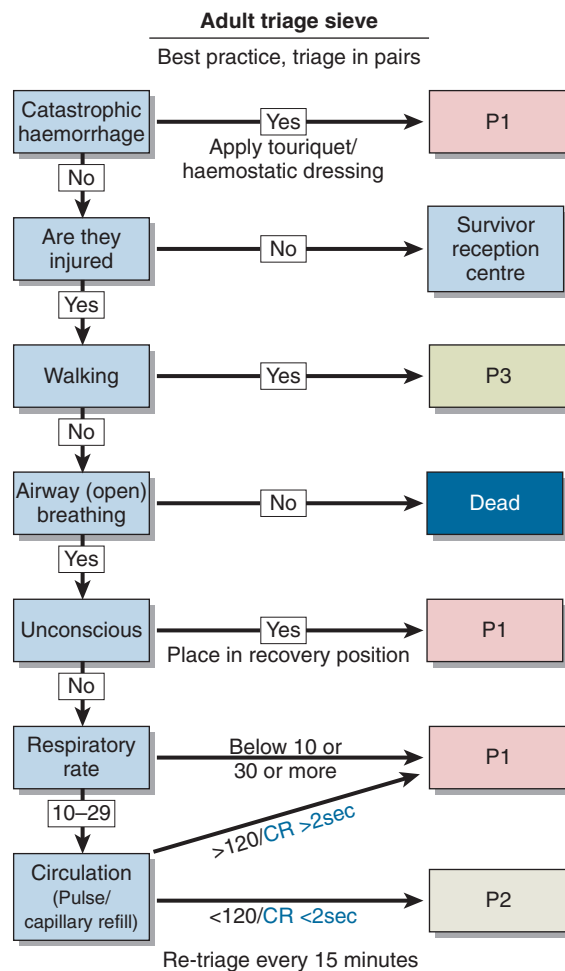 Adult triage sieve
Best practice, triage in pairs
Catastrophic
haemorrhage
Yes
Apply touriquet/
haemostatic dressing
P1
No
Are they
injured
No
Survivor
reception
centre
Yes
Walking
Yes
P3
No
Airway (open)
breathing
No
Dead
Yes
Unconscious
Yes
Place in recovery position
P1
No
Respiratory
rate
Below 10 or
30 or more
P1
10–29
>120/CR >2sec
Circulation
(Pulse/
capillary refill)
<120/CR <2sec
P2
Re-triage every 15 minutes